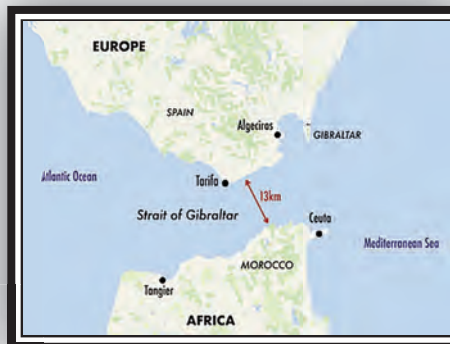 EUROPE
SPAIN
Algeciras
GIBRALTAR
Atlantic Ocean
Tarifa
13km
Strait of Gibraltar
Ceuta
Mediterranean Sea
MOROCCO
Tangier
AFRICA